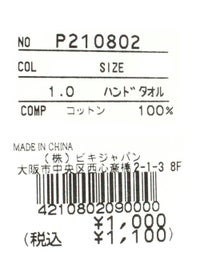 NO P210802
COL SIZE
1.0 ハンドタオル
COMP コットン 100%
MADE IN CHINA
(株)ビキジャパン
大阪市中央区西心斎橋2-1-3 8F
4210802090000
¥1,000
(税込 ¥1,100)